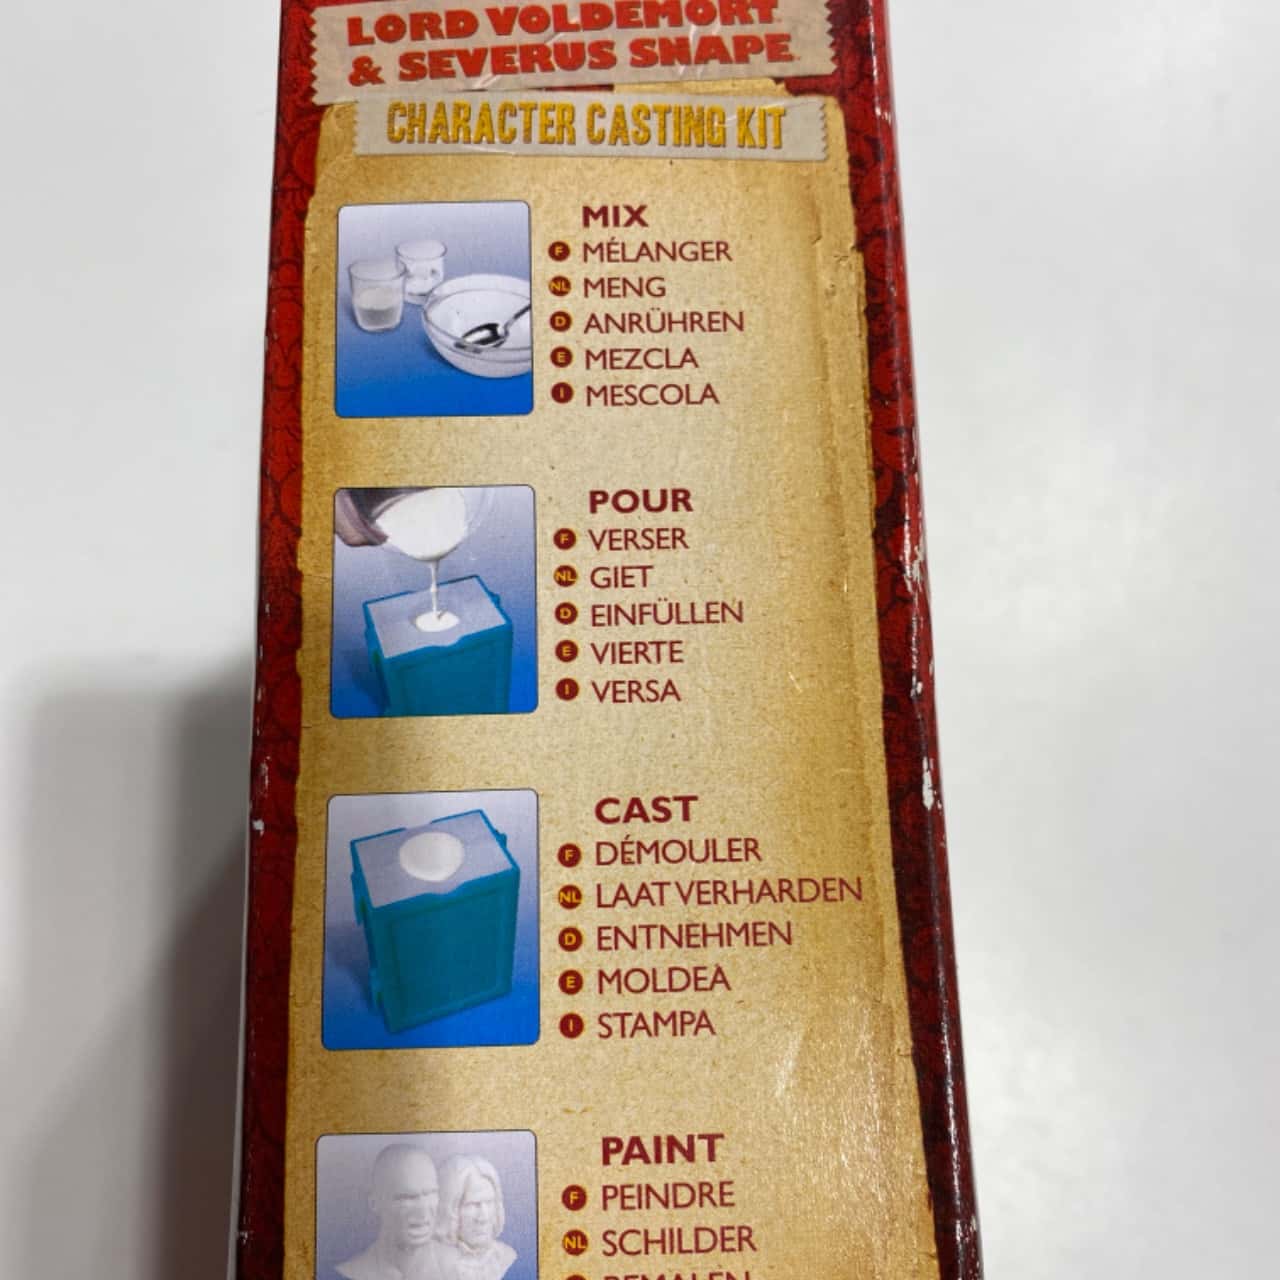 LORD VOLDEMORT
& SEVERUS SNAPE
CHARACTER CASTING KIT
MIX
F MÉLANGER
NL MENG
D ANRÜHREN
E MEZCLA
I MESCOLA
POUR
F VERSER
NL GIET
D EINFÜLLEN
E VIERTE
I VERSA
CAST
F DÉMOULER
NL LAAT VERHARDEN
D ENTNEHMEN
E MOLDEA
I STAMPA
PAINT
F PEINDRE
NL SCHILDER
BEMALEN